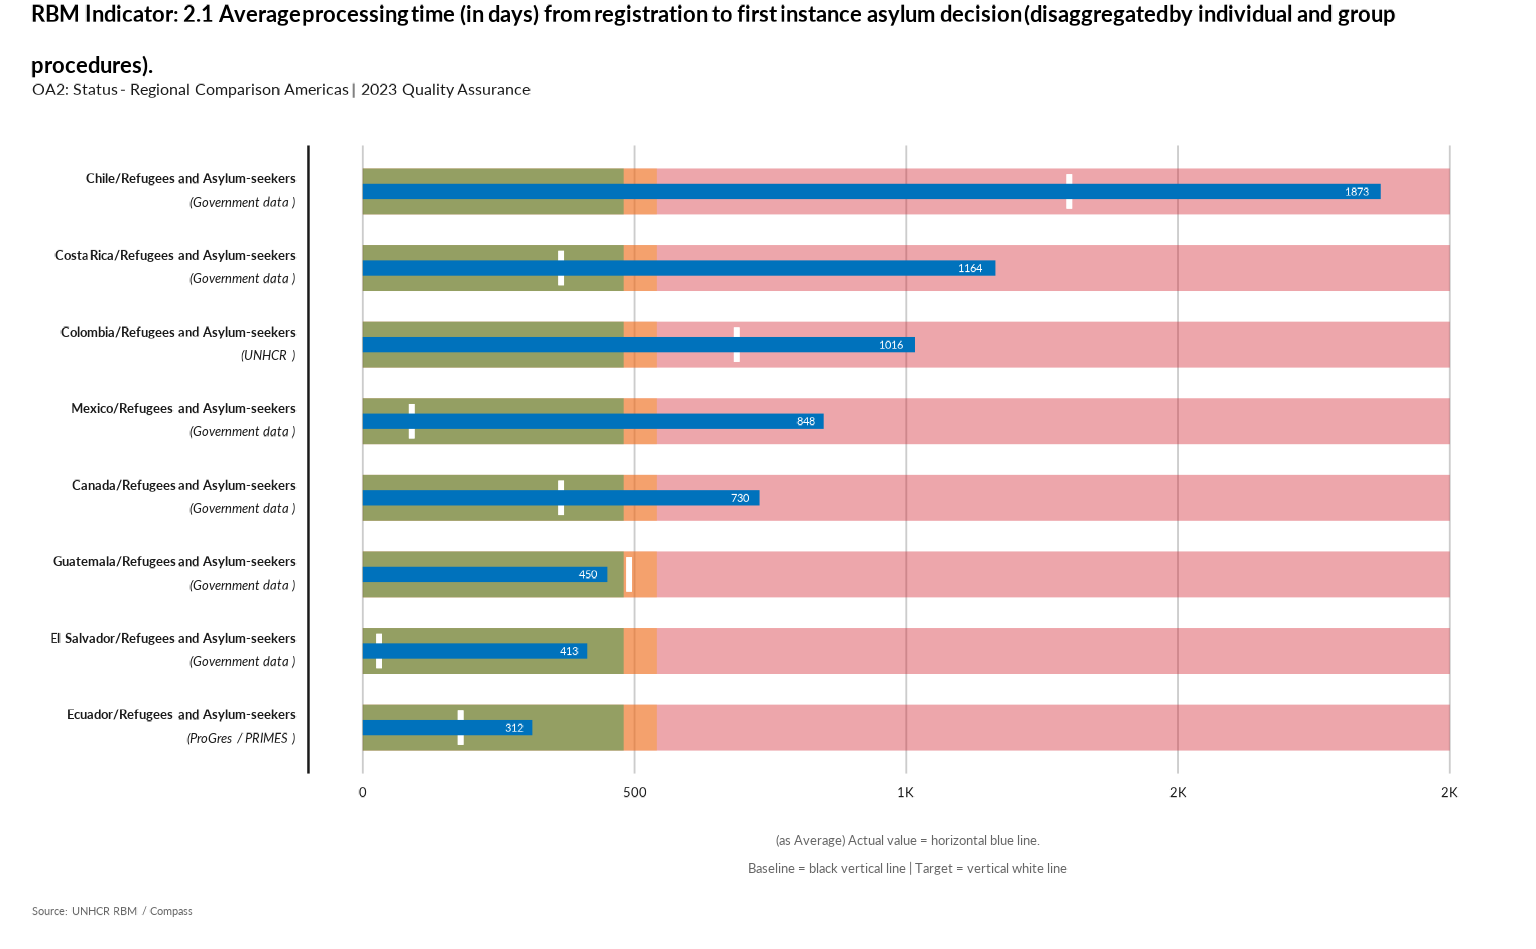 RBM Indicator: 2.1 Average processing time (in days) from registration to first instance asylum decision (disaggregated by individual and group
procedures).
OA2: Status - Regional Comparison Americas | 2023 Quality Assurance
Chile/Refugees and Asylum-seekers
(Government data )
1873
Costa Rica/Refugees and Asylum-seekers
(Government data )
1164
Colombia/Refugees and Asylum-seekers
(UNHCR )
1016
Mexico/Refugees and Asylum-seekers
(Government data )
848
Canada/Refugees and Asylum-seekers
(Government data )
730
Guatemala/Refugees and Asylum-seekers
(Government data )
450
El Salvador/Refugees and Asylum-seekers
(Government data )
413
Ecuador/Refugees and Asylum-seekers
(ProGres / PRIMES )
312
0 500 1K 2K 2K
(as Average) Actual value = horizontal blue line.
Baseline = black vertical line | Target = vertical white line
Source: UNHCR RBM / Compass